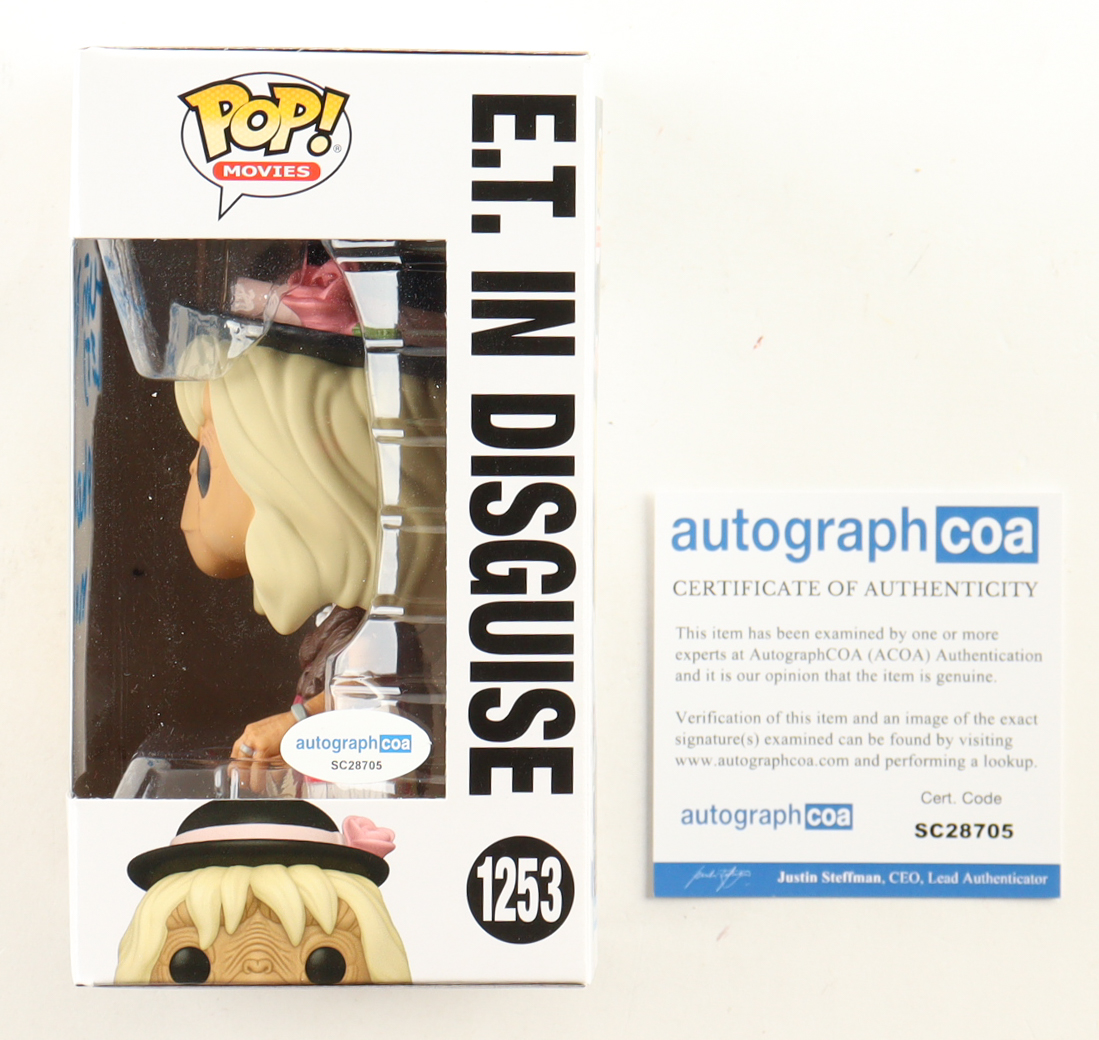 POP!
®
MOVIES
E.T. IN DISGUISE
autographcoa
SC28705
1253
autographcoa
CERTIFICATE OF AUTHENTICITY
This item has been examined by one or more
experts at AutographCOA (ACOA) Authentication
and it is our opinion that the item is genuine.
Verification of this item and an image of the exact
signature(s) examined can be found by visiting
www.autographcoa.com and performing a lookup.
autographcoa
Cert. Code
SC28705
Justin Steffman, CEO, Lead Authenticator